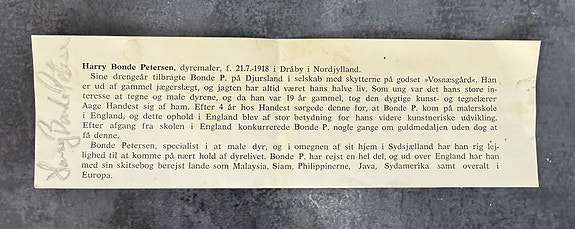 Harry Bonde Petersen, dyremaler, f. 21.7.1918 i Dråby i Nordjylland.
Sine drengeår tilbragte Bonde P. på Djursland i selskab med skytterne på godset »Vosnæsgård«. Han
er ud af gammel jægerslægt, og jagten har altid været hans halve liv. Som ung var det hans store in-
teresse at tegne og male dyrene, og da han var 19 år gammel, tog den dygtige kunst- og tegnelærer
Aage Handest sig af ham. Efter 4 år hos Handest sørgede denne for, at Bonde P. kom på malerskole
i England, og dette ophold i England blev af stor betydning for hans videre kunstneriske udvikling.
Efter afgang fra skolen i England konkurrerede Bonde P. nogle gange om guldmedaljen uden dog at
få denne.
Bonde Petersen, specialist i at male dyr, og i omegnen af sit hjem i Sydsjælland har han rig lej-
lighed til at komme på nært hold af dyrelivet. Bonde P. har rejst en hel del, og ud over England har han
med sin skitsebog berejst lande som Malaysia, Siam, Philippinerne, Java, Sydamerika samt overalt i
Europa.
Harry Bonde Petersen